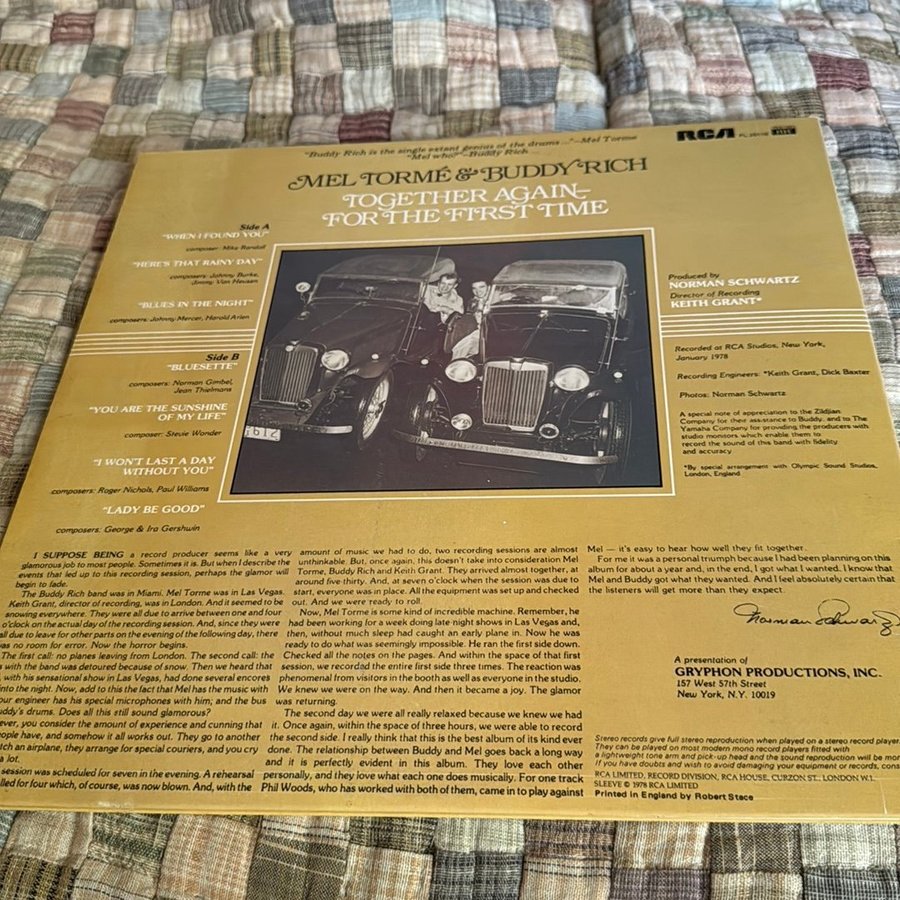 "Buddy Rich is the single extant genius of the drums ..."—Mel Torme
"Mel who?"—Buddy Rich
RCA
MEL TORMÉ & BUDDY RICH
TOGETHER AGAIN–
FOR THE FIRST TIME
Side A
"WHEN I FOUND YOU"
composer: Mike Randall
"HERE'S THAT RAINY DAY"
composers: Johnny Burke,
Jimmy Van Heusen
"BLUES IN THE NIGHT"
composers: Johnny Mercer, Harold Arlen
Side B
"BLUESETTE"
composers: Norman Gimbel,
Jean Thielmans
"YOU ARE THE SUNSHINE
OF MY LIFE"
composer: Stevie Wonder
"I WON'T LAST A DAY
WITHOUT YOU"
composers: Roger Nichols, Paul Williams
"LADY BE GOOD"
composers: George & Ira Gershwin
Produced by
NORMAN SCHWARTZ
Director of Recording
KEITH GRANT*
Recorded at RCA Studios, New York,
January 1978
Recording Engineers: *Keith Grant, Dick Baxter
Photos: Norman Schwartz
A special note of appreciation to the Zildjian
Company for their assistance to Buddy, and to The
Yamaha Company for providing the producers with
studio monitors which enable them to
record the sound of this band with fidelity
and accuracy
*By special arrangement with Olympic Sound Studios,
London, England
I SUPPOSE BEING a record producer seems like a very
glamorous job to most people. Sometimes it is. But when I describe the
events that led up to this recording session, perhaps the glamor will
begin to fade.
The Buddy Rich band was in Miami. Mel Torme was in Las Vegas.
Keith Grant, director of recording, was in London. And it seemed to be
snowing everywhere. They were all due to arrive between one and four
o'clock on the actual day of the recording session. And, since they were
all due to leave for other parts on the evening of the following day, there
was no room for error. Now the horror begins.
The first call: no planes leaving from London. The second call: the
with the band was detoured because of snow. Then we heard that
, with his sensational show in Las Vegas, had done several encores
into the night. Now, add to this the fact that Mel has the music with
our engineer has his special microphones with him; and the bus
uddy's drums. Does all this still sound glamorous?
ever, you consider the amount of experience and cunning that
ople have, and somehow it all works out. They go to another
tch an airplane, they arrange for special couriers, and you cry
a lot.
session was scheduled for seven in the evening. A rehearsal
lled for four which, of course, was now blown. And, with the
amount of music we had to do, two recording sessions are almost
unthinkable. But, once again, this doesn't take into consideration Mel
Torme, Buddy Rich and Keith Grant. They arrived almost together, at
around five thirty. And, at seven o'clock when the session was due to
start, everyone was in place. All the equipment was set up and checked
out. And we were ready to roll.
Now, Mel Torme is some kind of incredible machine. Remember, he
had been working for a week doing late-night shows in Las Vegas and,
then, without much sleep had caught an early plane in. Now he was
ready to do what was seemingly impossible. He ran the first side down.
Checked all the notes on the pages. And within the space of that first
session, we recorded the entire first side three times. The reaction was
phenomenal from visitors in the booth as well as everyone in the studio.
We knew we were on the way. And then it became a joy. The glamor
was returning.
The second day we were all really relaxed because we knew we had
it. Once again, within the space of three hours, we were able to record
the second side. I really think that this is the best album of its kind ever
done. The relationship between Buddy and Mel goes back a long way
and it is perfectly evident in this album. They love each other
personally, and they love what each one does musically. For one track
Phil Woods, who has worked with both of them, came in to play against
Mel — it's easy to hear how well they fit together.
For me it was a personal triumph because I had been planning on this
album for about a year and, in the end, I got what I wanted. I know that
Mel and Buddy got what they wanted. And I feel absolutely certain that
the listeners will get more than they expect.
Norman Schwartz
A presentation of
GRYPHON PRODUCTIONS, INC.
157 West 57th Street
New York, N.Y. 10019
Stereo records give full stereo reproduction when played on a stereo record player
They can be played on most modern mono record players fitted with
a lightweight tone arm and pick-up head and the sound reproduction will be mon
If you have doubts and wish to avoid damaging your equipment or records, cons
RCA LIMITED, RECORD DIVISION, RCA HOUSE, CURZON ST., LONDON W.1.
SLEEVE © 1978 RCA LIMITED
Printed in England by Robert Stace